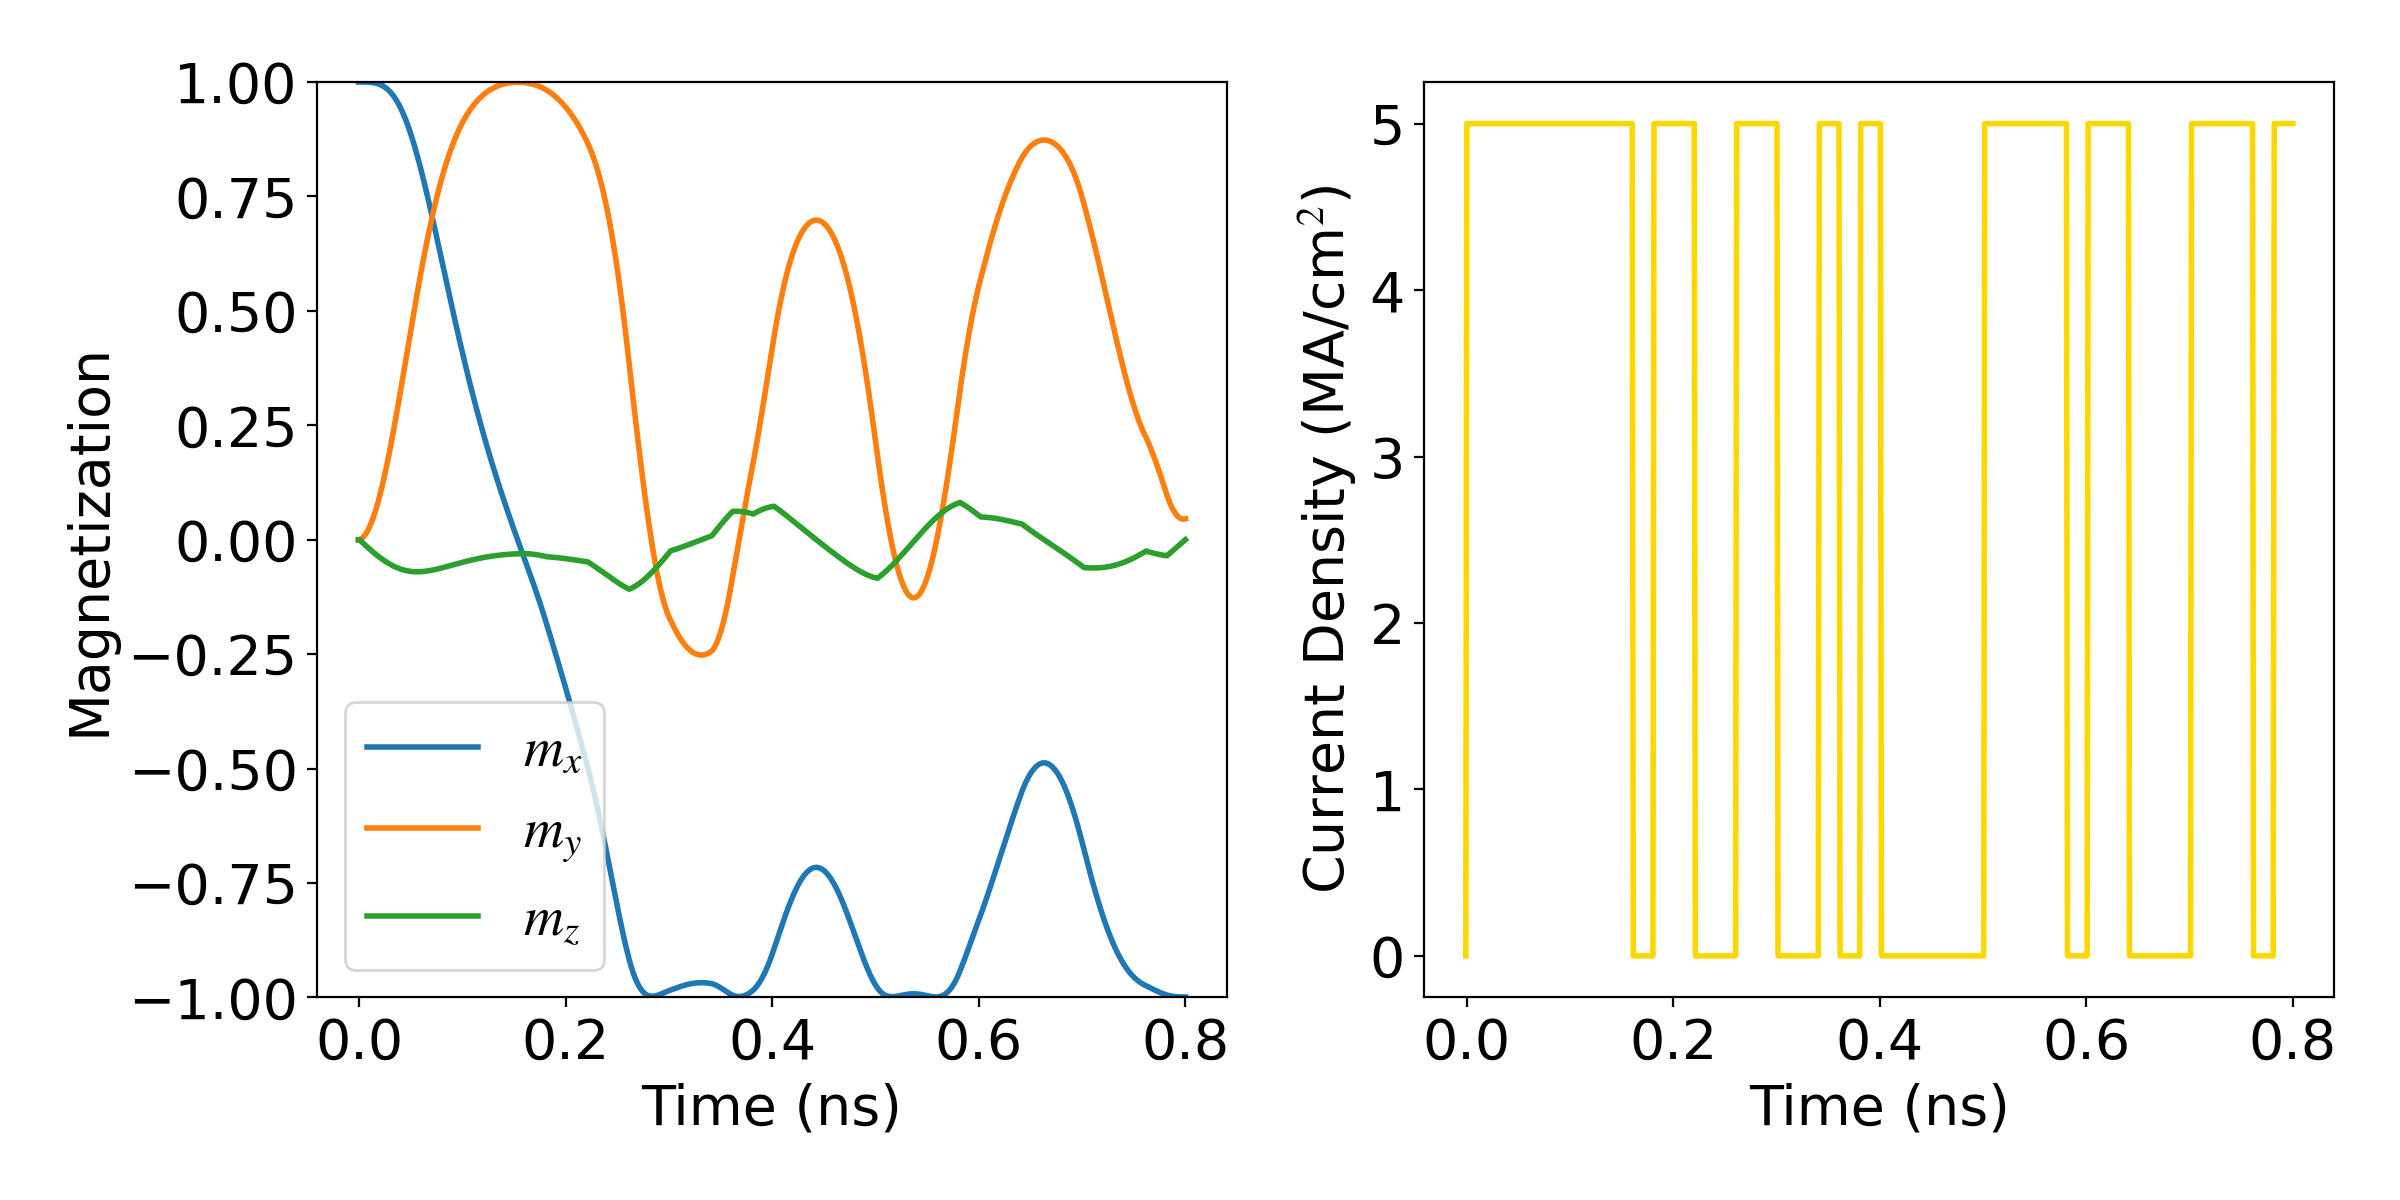 Magnetization
1.00
0.75
0.50
0.25
0.00
−0.25
−0.50
−0.75
−1.00
m_x
m_y
m_z
0.0 0.2 0.4 0.6 0.8
Time (ns)
Current Density (MA/cm²)
5
4
3
2
1
0
0.0 0.2 0.4 0.6 0.8
Time (ns)